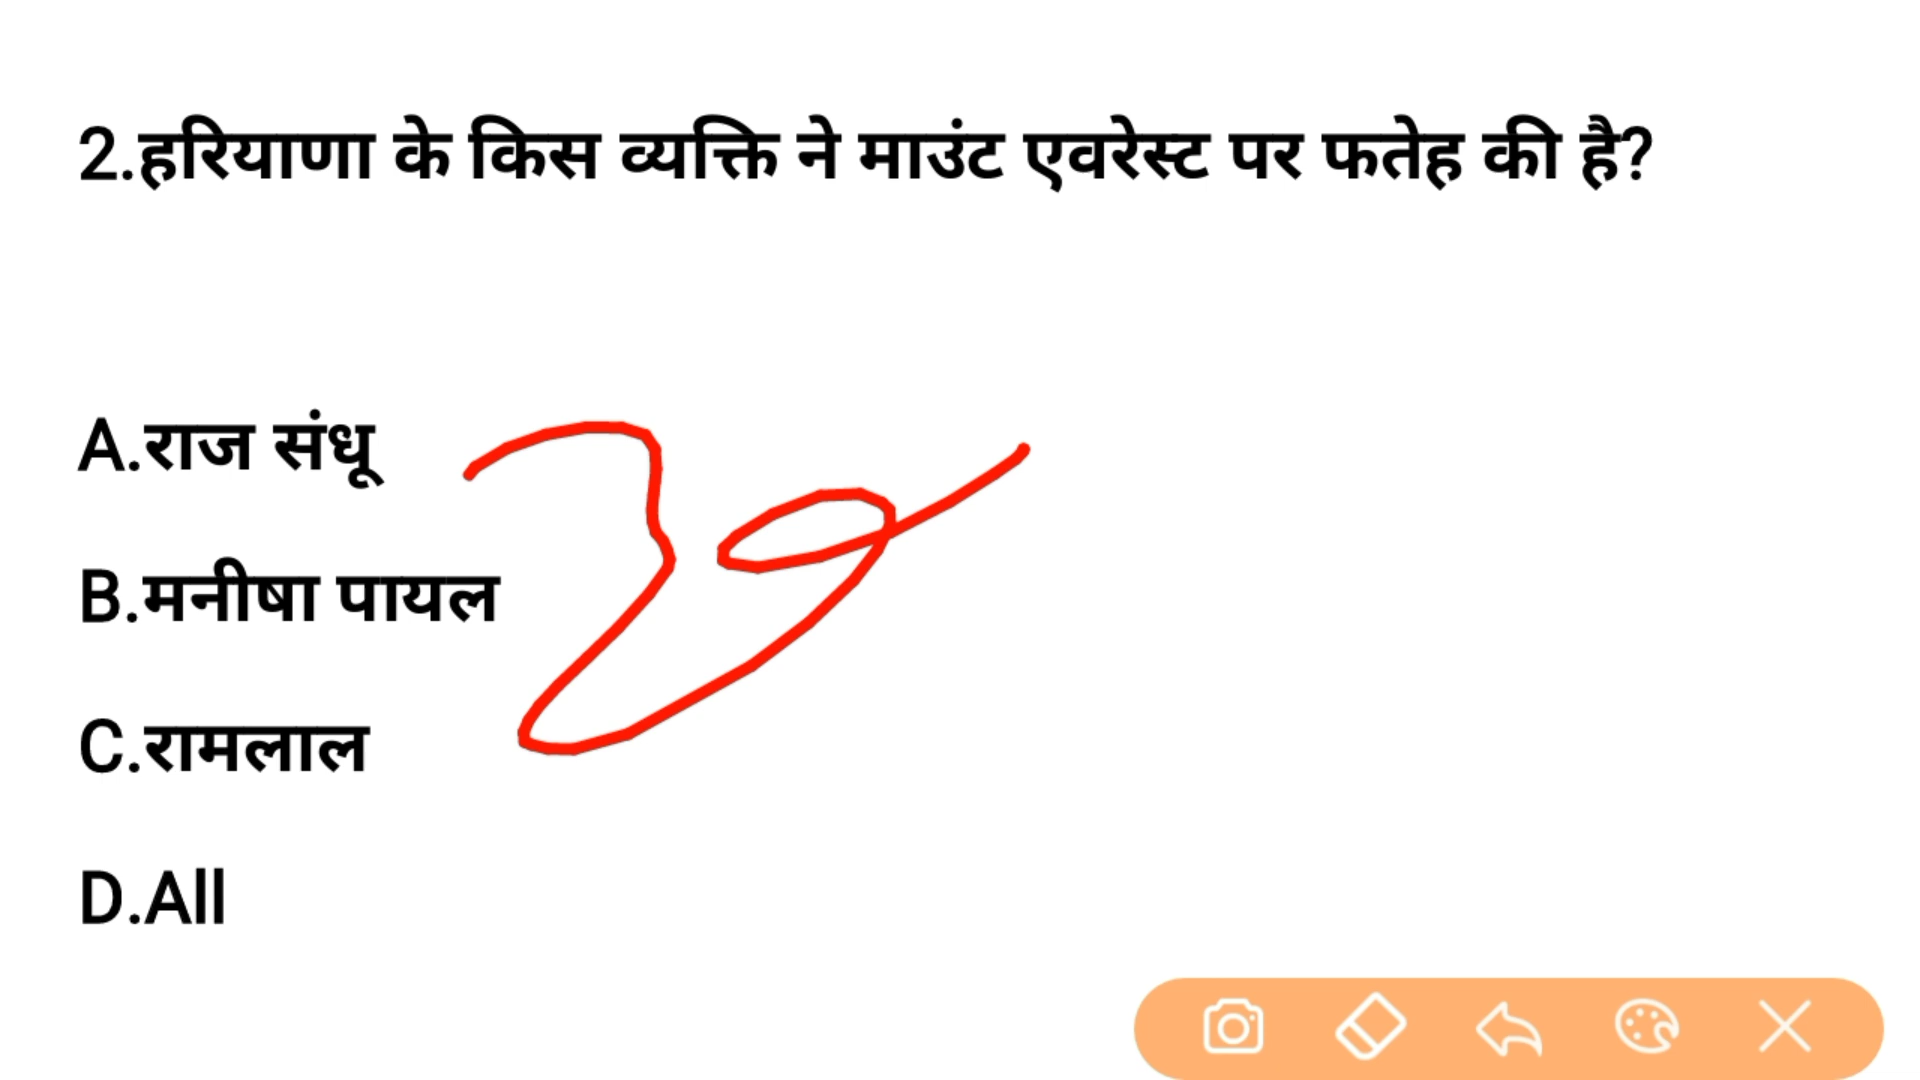 2.हरियाणा के किस व्यक्ति ने माउंट एवरेस्ट पर फतेह की है?
A.राज संधू
B.मनीषा पायल
C.रामलाल
D.All